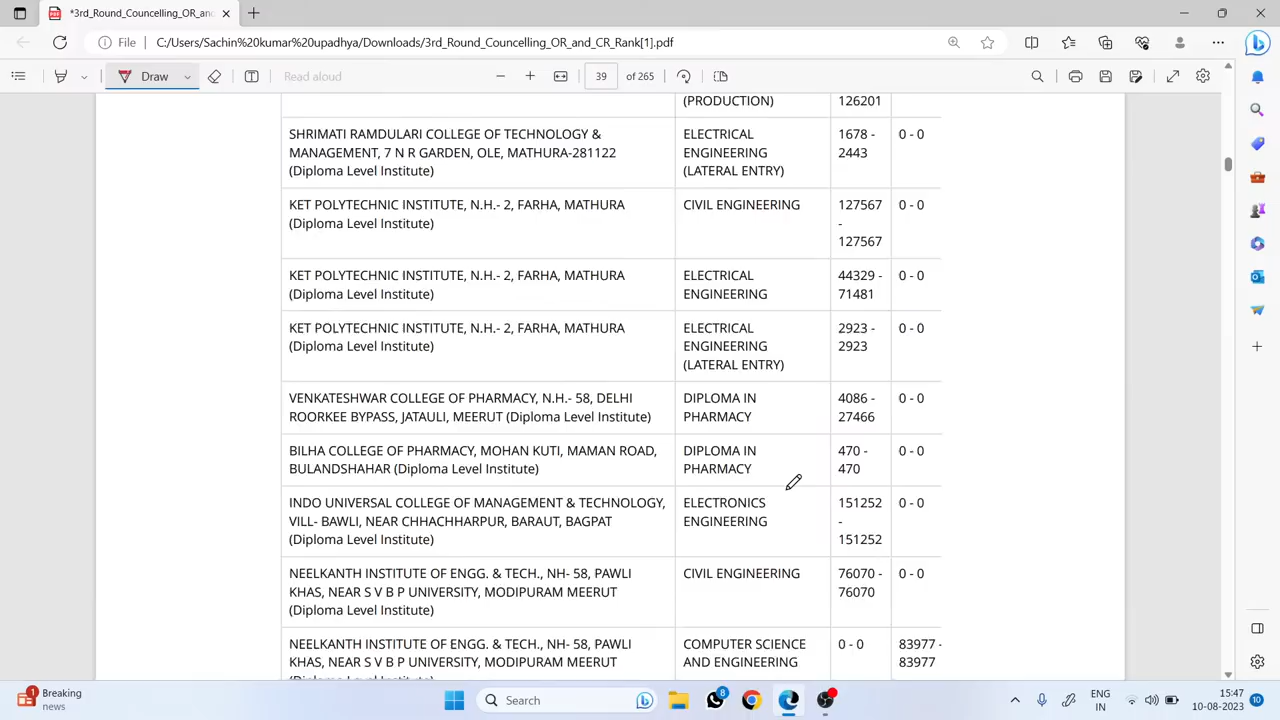 *3rd_Round_Councelling_OR_and
File
C:/Users/Sachin%20kumar%20upadhya/Downloads/3rd_Round_Councelling_OR_and_CR_Rank[1].pdf
Draw
Read aloud
39
of 265
(PRODUCTION)
126201
SHRIMATI RAMDULARI COLLEGE OF TECHNOLOGY &
MANAGEMENT, 7 N R GARDEN, OLE, MATHURA-281122
(Diploma Level Institute)
ELECTRICAL
ENGINEERING
(LATERAL ENTRY)
1678 -
2443
0 - 0
KET POLYTECHNIC INSTITUTE, N.H.- 2, FARHA, MATHURA
(Diploma Level Institute)
CIVIL ENGINEERING
127567
-
127567
0 - 0
KET POLYTECHNIC INSTITUTE, N.H.- 2, FARHA, MATHURA
(Diploma Level Institute)
ELECTRICAL
ENGINEERING
44329 -
71481
0 - 0
KET POLYTECHNIC INSTITUTE, N.H.- 2, FARHA, MATHURA
(Diploma Level Institute)
ELECTRICAL
ENGINEERING
(LATERAL ENTRY)
2923 -
2923
0 - 0
VENKATESHWAR COLLEGE OF PHARMACY, N.H.- 58, DELHI
ROORKEE BYPASS, JATAULI, MEERUT (Diploma Level Institute)
DIPLOMA IN
PHARMACY
4086 -
27466
0 - 0
BILHA COLLEGE OF PHARMACY, MOHAN KUTI, MAMAN ROAD,
BULANDSHAHAR (Diploma Level Institute)
DIPLOMA IN
PHARMACY
470 -
470
0 - 0
INDO UNIVERSAL COLLEGE OF MANAGEMENT & TECHNOLOGY,
VILL- BAWLI, NEAR CHHACHHARPUR, BARAUT, BAGPAT
(Diploma Level Institute)
ELECTRONICS
ENGINEERING
151252
-
151252
0 - 0
NEELKANTH INSTITUTE OF ENGG. & TECH., NH- 58, PAWLI
KHAS, NEAR S V B P UNIVERSITY, MODIPURAM MEERUT
(Diploma Level Institute)
CIVIL ENGINEERING
76070 -
76070
0 - 0
NEELKANTH INSTITUTE OF ENGG. & TECH., NH- 58, PAWLI
KHAS, NEAR S V B P UNIVERSITY, MODIPURAM MEERUT
COMPUTER SCIENCE
AND ENGINEERING
0 - 0
83977 -
83977
1
Breaking
news
Search
8
ENG
IN
15:47
10-08-2023
10